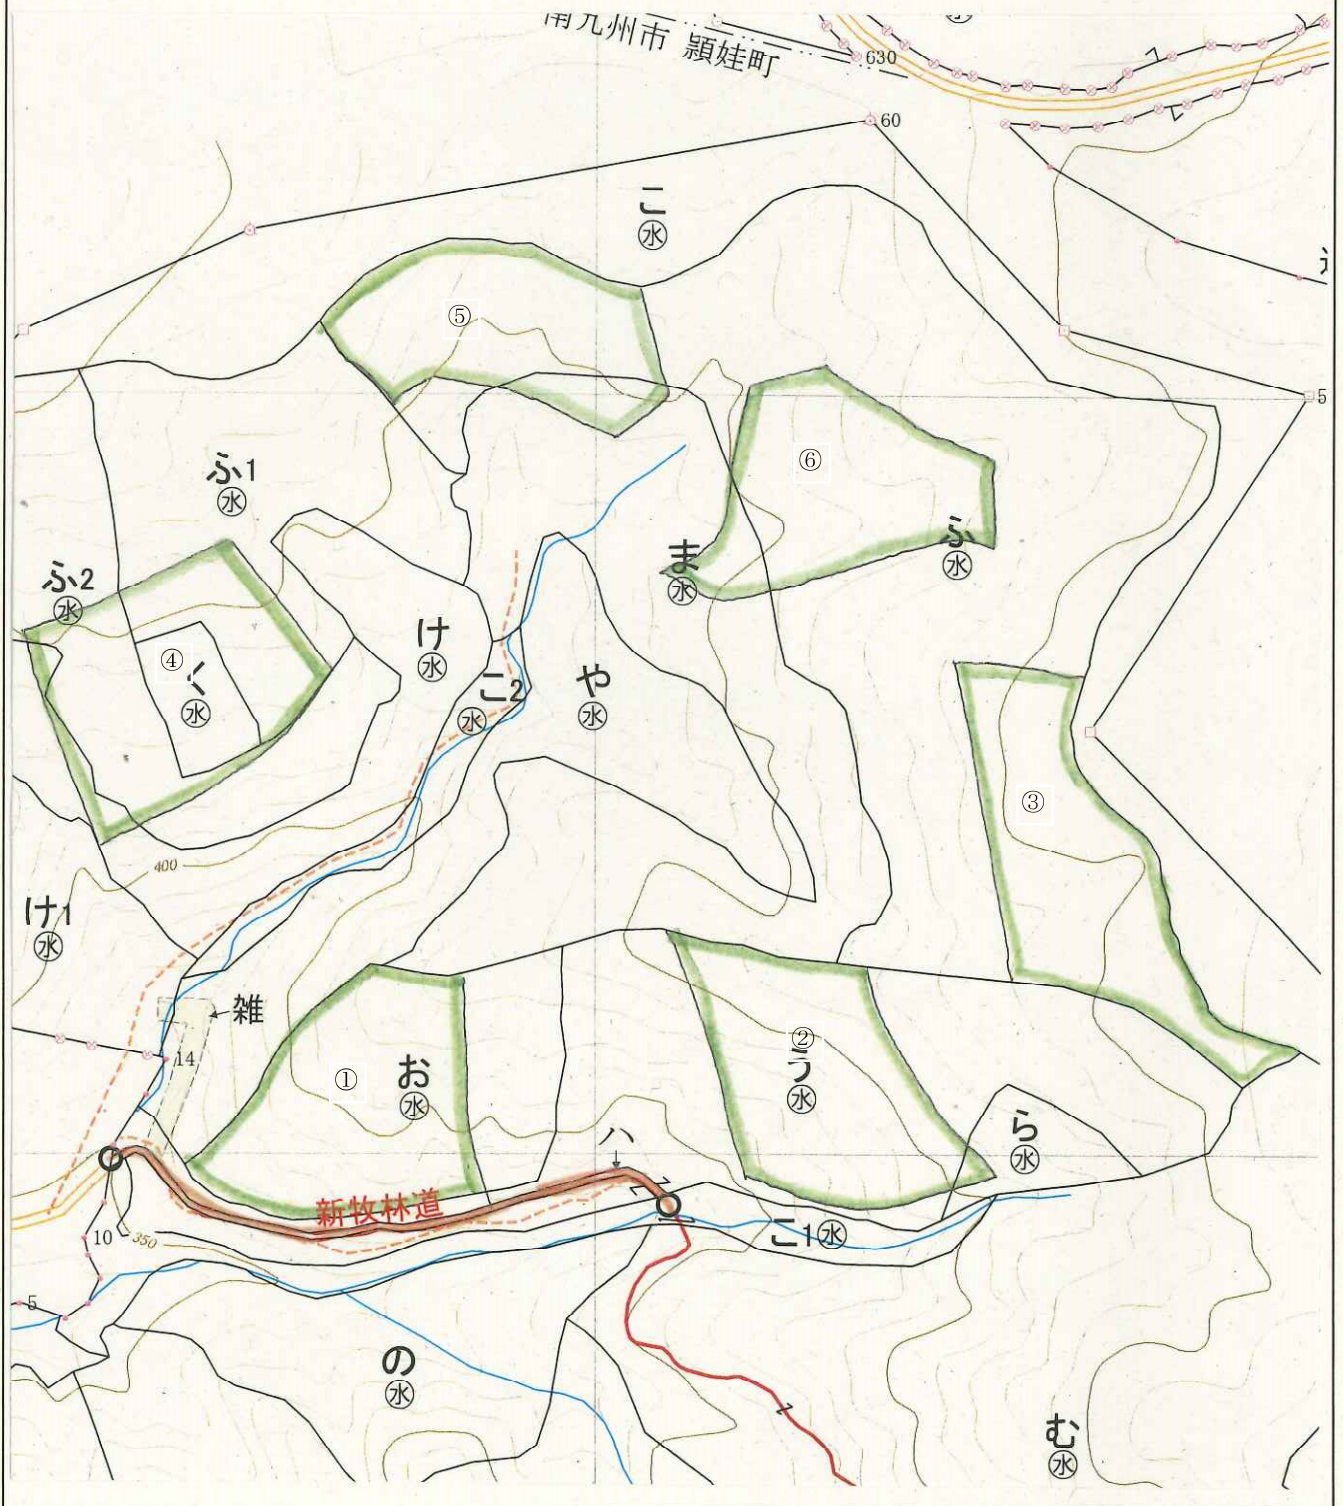 南九州市 頴娃町
630
60
こ
水
⑤
5
⑥
ふ1
水
ま
水
ふ
水
ふ2
水
④
く
水
け
水
こ2
水
や
水
③
400
け1
水
雑
14
①
お
水
②
う
水
ハ
ら
水
新牧林道
こ1水
10
350
5
の
水
む
水